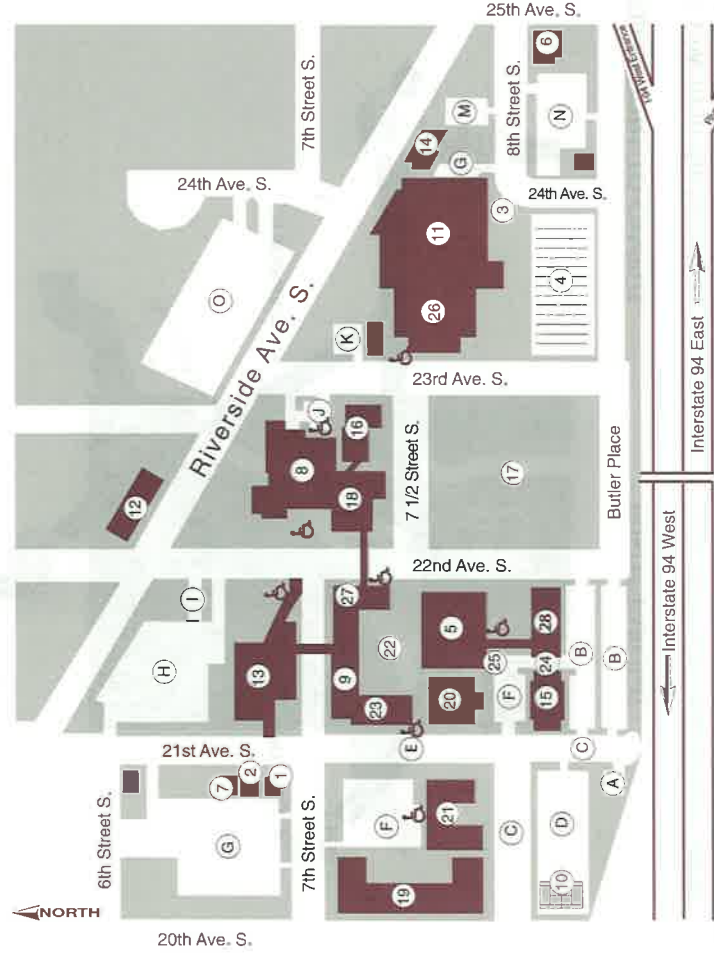 25th Ave. S.
6
I-94 West Entrance
7th Street S.
8th Street S.
M
N
14
G
24th Ave. S.
24th Ave. S.
3
11
O
4
26
K
Riverside Ave. S.
23rd Ave. S.
Interstate 94 East
J
16
8
7 1/2 Street S.
17
Butler Place
12
18
22nd Ave. S.
I
27
5
28
Interstate 94 West
H
13
9
22
25
24
B
B
F
23
20
15
21st Ave. S.
E
C
A
6th Street S.
7
2
1
7th Street S.
F
21
C
D
G
19
10
NORTH
20th Ave. S.